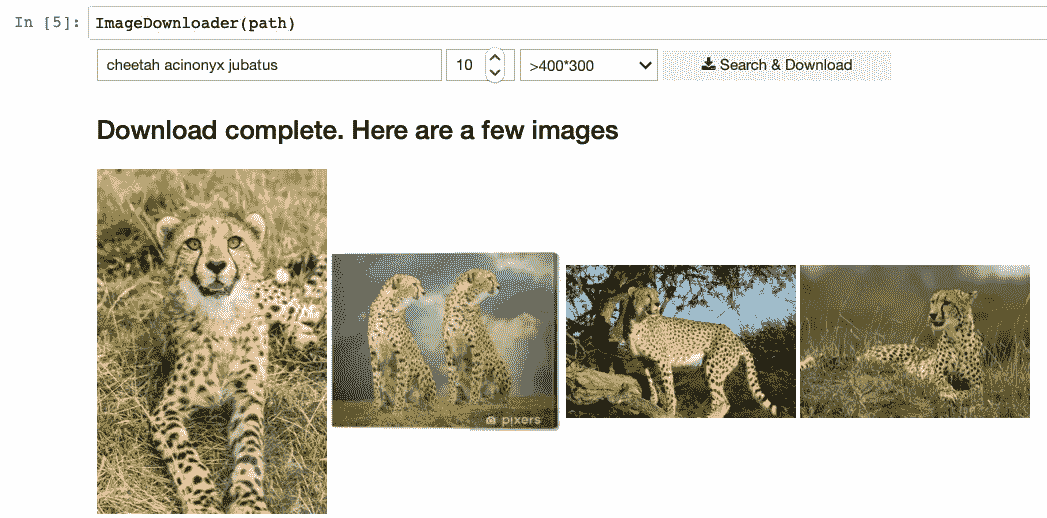 In [5]: ImageDownloader(path)
cheetah acinonyx jubatus 10 >400*300 Search & Download
Download complete. Here are a few images
pixers